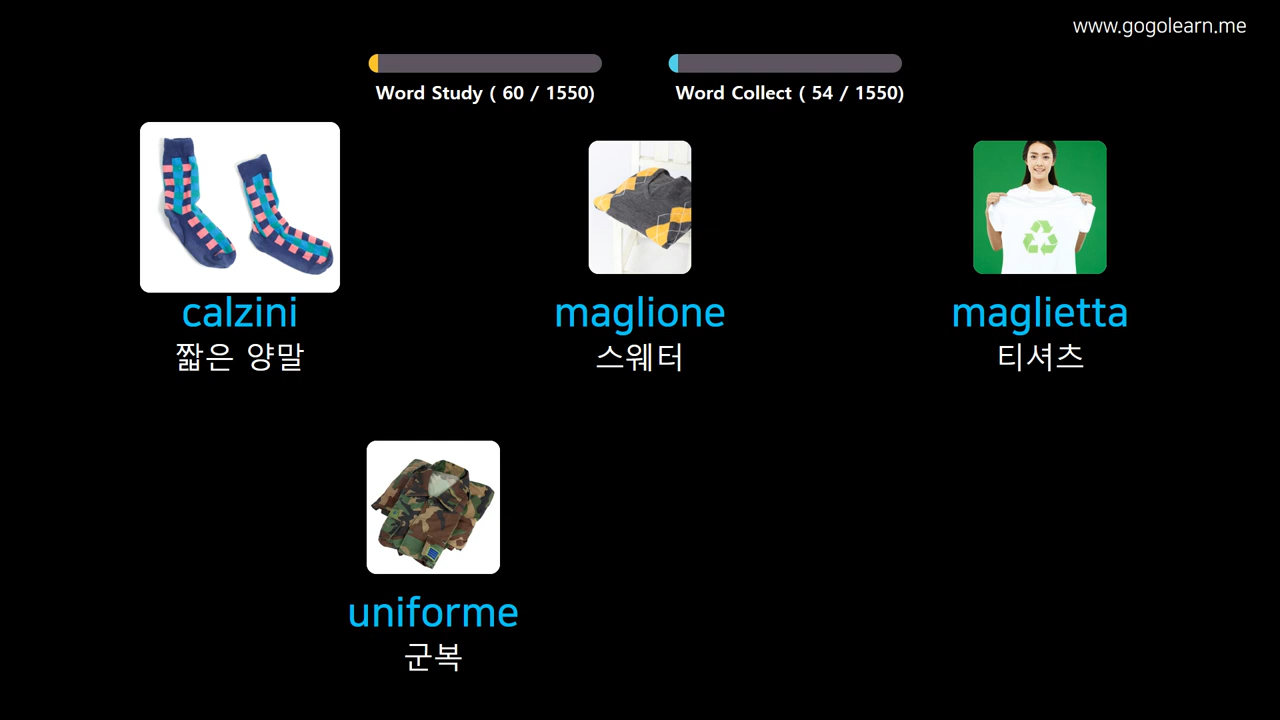 www.gogolearn.me
Word Study ( 60 / 1550)
Word Collect ( 54 / 1550)
calzini
짧은 양말
maglione
스웨터
maglietta
티셔츠
uniforme
군복